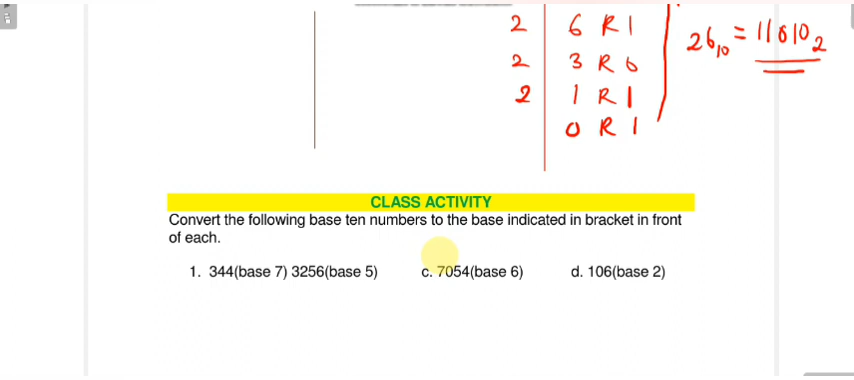 2 6 R 1
26₁₀ = 11010₂
2 3 R 0
2 1 R 1
0 R 1
CLASS ACTIVITY
Convert the following base ten numbers to the base indicated in bracket in front
of each.
1. 344(base 7) 3256(base 5) c. 7054(base 6) d. 106(base 2)